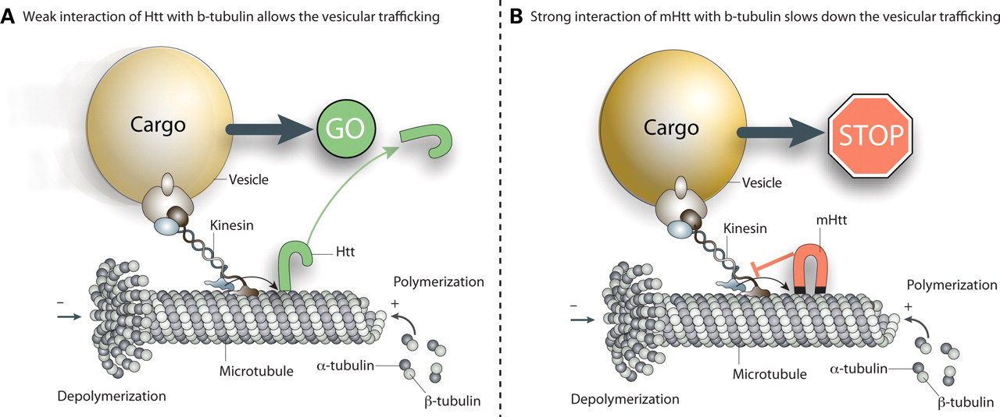 A Weak interaction of Htt with b-tubulin allows the vesicular trafficking
Cargo
GO
Vesicle
Kinesin
Htt
Polymerization
–
+
Microtubule
α-tubulin
Depolymerization
β-tubulin
B Strong interaction of mHtt with b-tubulin slows down the vesicular trafficking
Cargo
STOP
Vesicle
Kinesin
mHtt
Polymerization
–
+
Microtubule
α-tubulin
Depolymerization
β-tubulin